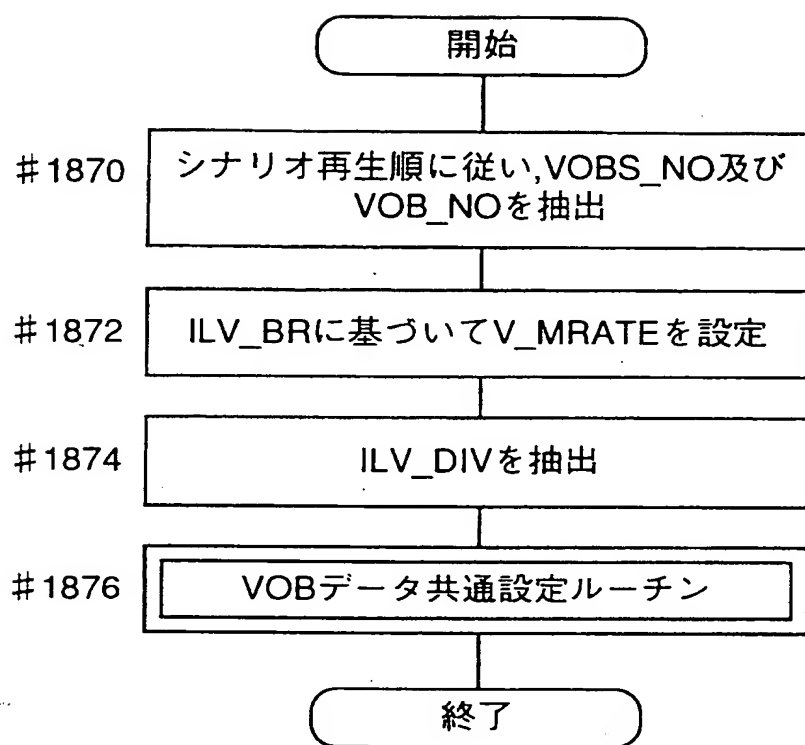 開始
#1870
シナリオ再生順に従い,VOBS_NO及び
VOB_NOを抽出
#1872
ILV_BRに基づいてV_MRATEを設定
#1874
ILV_DIVを抽出
#1876
VOBデータ共通設定ルーチン
終了